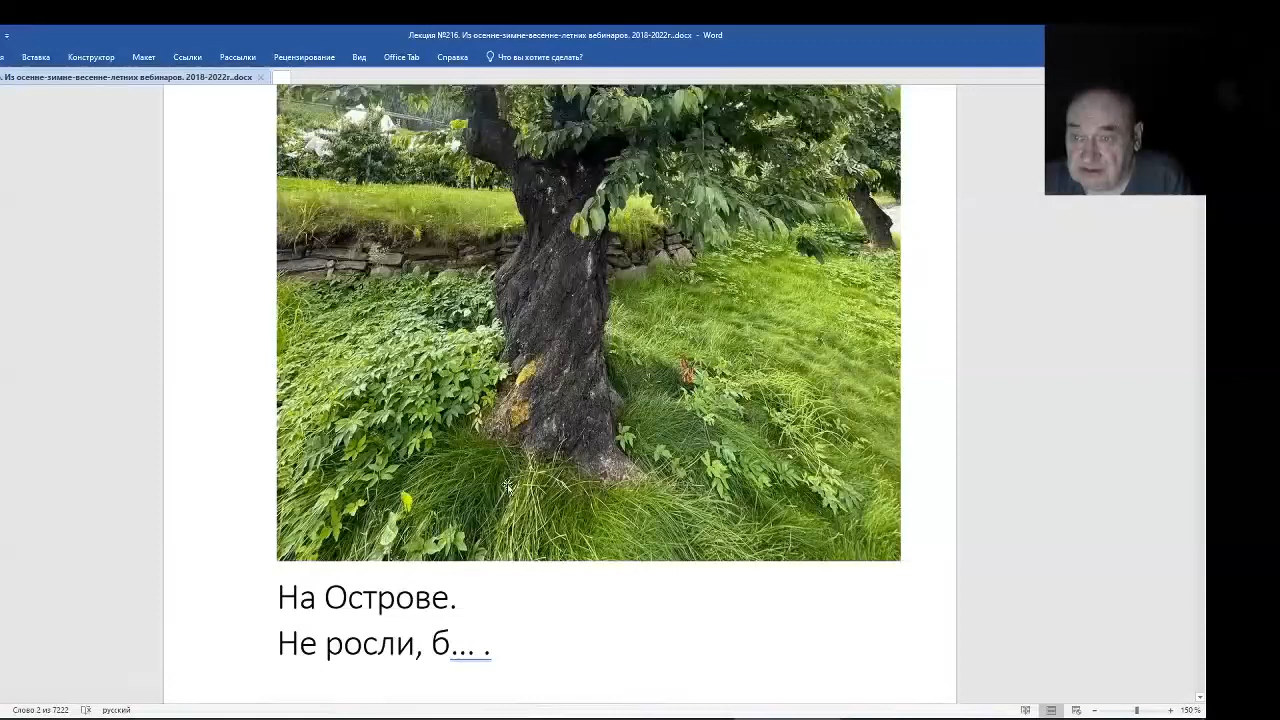 Лекция №216. Из осенне-зимне-весенне-летних вебинаров. 2018-2022г..docx - Word
Вставка Конструктор Макет Ссылки Рассылки Рецензирование Вид Office Tab Справка Что вы хотите сделать?
. Из осенне-зимне-весенне-летних вебинаров. 2018-2022г..docx
На Острове.
Не росли, б... .
Слово 2 из 7222 русский 150 %